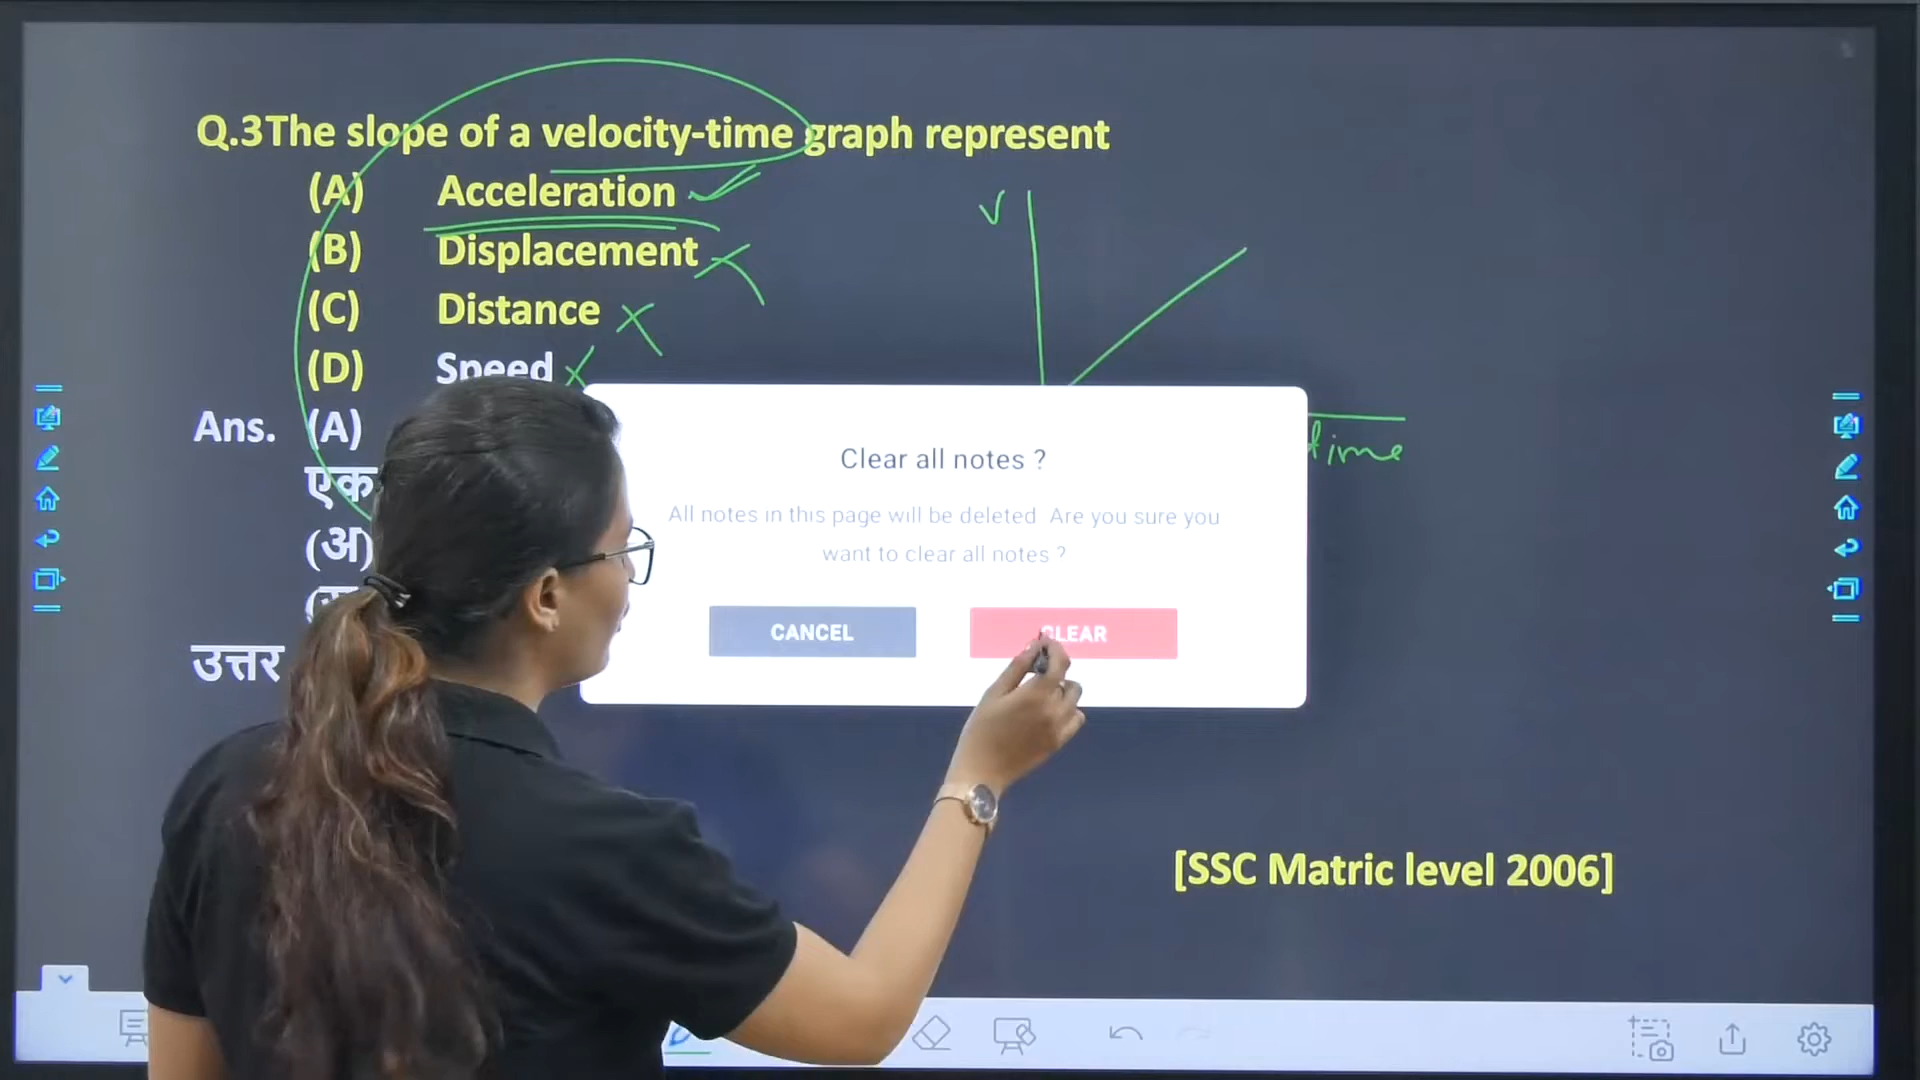 Q.3The slope of a velocity-time graph represent
(A) Acceleration
(B) Displacement
(C) Distance
(D) Speed
Ans. (A)
एक
(अ)
उत्तर
V
time
Clear all notes ?
All notes in this page will be deleted Are you sure you
want to clear all notes ?
CANCEL
CLEAR
[SSC Matric level 2006]